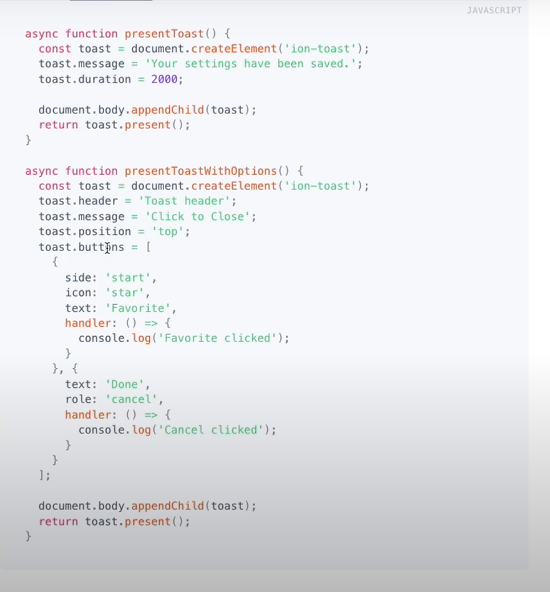 JAVASCRIPT
async function presentToast() {
  const toast = document.createElement('ion-toast');
  toast.message = 'Your settings have been saved.';
  toast.duration = 2000;

  document.body.appendChild(toast);
  return toast.present();
}

async function presentToastWithOptions() {
  const toast = document.createElement('ion-toast');
  toast.header = 'Toast header';
  toast.message = 'Click to Close';
  toast.position = 'top';
  toast.buttons = [
    {
      side: 'start',
      icon: 'star',
      text: 'Favorite',
      handler: () => {
        console.log('Favorite clicked');
      }
    }, {
      text: 'Done',
      role: 'cancel',
      handler: () => {
        console.log('Cancel clicked');
      }
    }
  ];

  document.body.appendChild(toast);
  return toast.present();
}